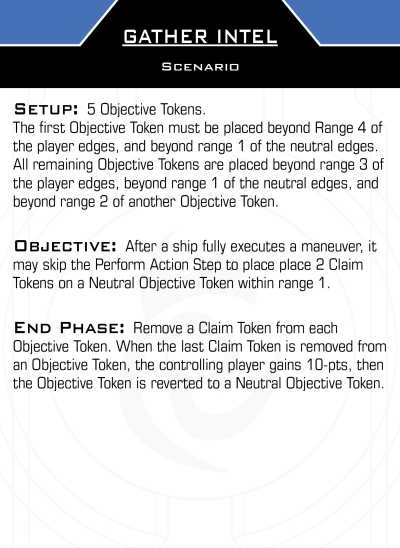 GATHER INTEL
SCENARIO
SETUP: 5 Objective Tokens.
The first Objective Token must be placed beyond Range 4 of
the player edges, and beyond range 1 of the neutral edges.
All remaining Objective Tokens are placed beyond range 3 of
the player edges, beyond range 1 of the neutral edges, and
beyond range 2 of another Objective Token.
OBJECTIVE: After a ship fully executes a maneuver, it
may skip the Perform Action Step to place place 2 Claim
Tokens on a Neutral Objective Token within range 1.
END PHASE: Remove a Claim Token from each
Objective Token. When the last Claim Token is removed from
an Objective Token, the controlling player gains 10-pts, then
the Objective Token is reverted to a Neutral Objective Token.